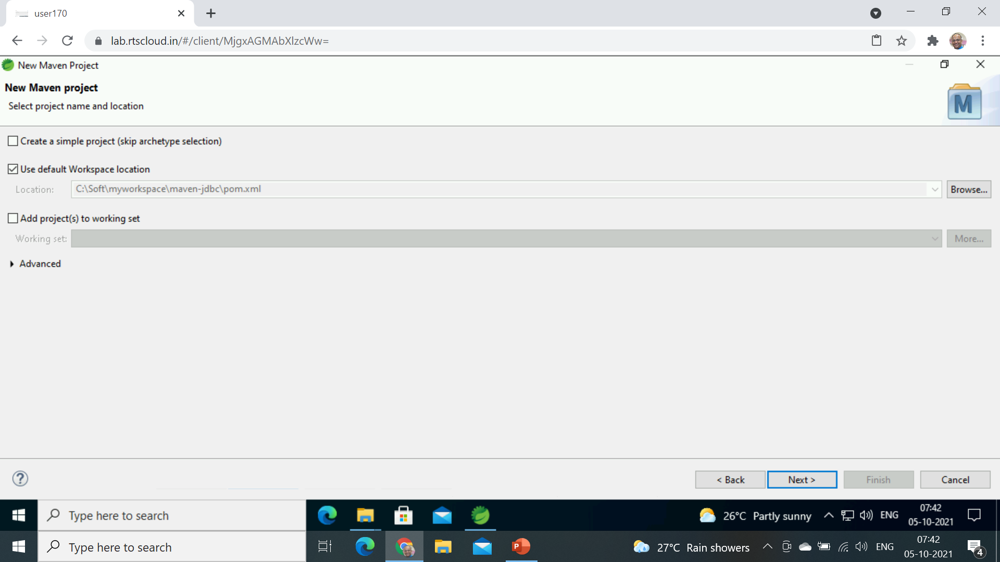 user170
lab.rtscloud.in/#/client/MjgxAGMAbXlzcWw=
New Maven Project
New Maven project
Select project name and location
M
Create a simple project (skip archetype selection)
Use default Workspace location
Location: C:\Soft\myworkspace\maven-jdbc\pom.xml Browse...
Add project(s) to working set
Working set: More...
Advanced
? < Back Next > Finish Cancel
Type here to search 26°C Partly sunny ENG 07:42
05-10-2021
Type here to search P 27°C Rain showers ENG 07:42
05-10-2021 4